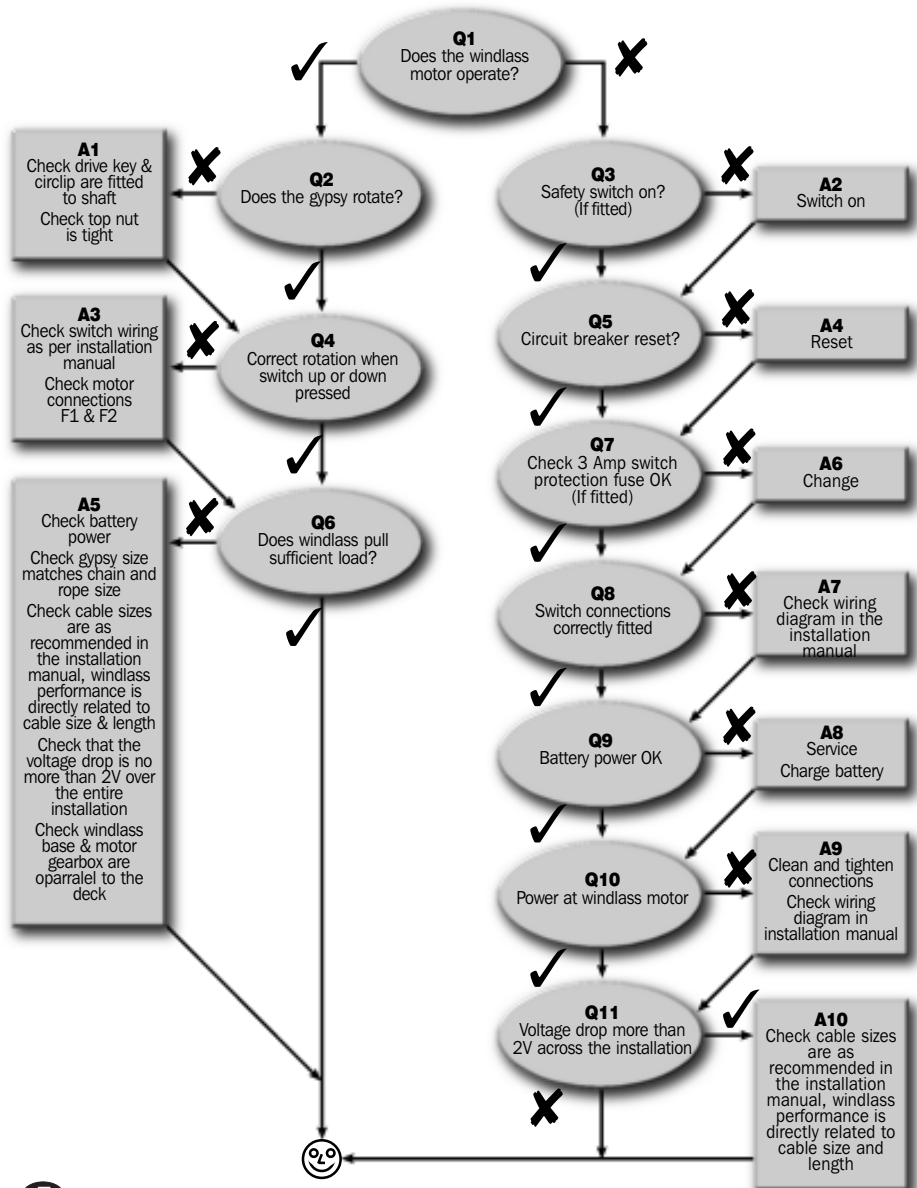 Q1
Does the windlass
motor operate?
A1
Check drive key &
circlip are fitted
to shaft
Check top nut
is tight
Q2
Does the gypsy rotate?
Q3
Safety switch on?
(If fitted)
A2
Switch on
A3
Check switch wiring
as per installation
manual
Check motor
connections
F1 & F2
Q4
Correct rotation when
switch up or down
pressed
Q5
Circuit breaker reset?
A4
Reset
A5
Check battery
power
Check gypsy size
matches chain and
rope size
Check cable sizes
are as
recommended in
the installation
manual, windlass
performance is
directly related to
cable size & length
Check that the
voltage drop is no
more than 2V over
the entire
installation
Check windlass
base & motor
gearbox are
oparralel to the
deck
Q6
Does windlass pull
sufficient load?
Q7
Check 3 Amp switch
protection fuse OK
(If fitted)
A6
Change
Q8
Switch connections
correctly fitted
A7
Check wiring
diagram in the
installation
manual
Q9
Battery power OK
A8
Service
Charge battery
Q10
Power at windlass motor
A9
Clean and tighten
connections
Check wiring
diagram in
installation manual
Q11
Voltage drop more than
2V across the installation
A10
Check cable sizes
are as
recommended in
the installation
manual, windlass
performance is
directly related to
cable size and
length